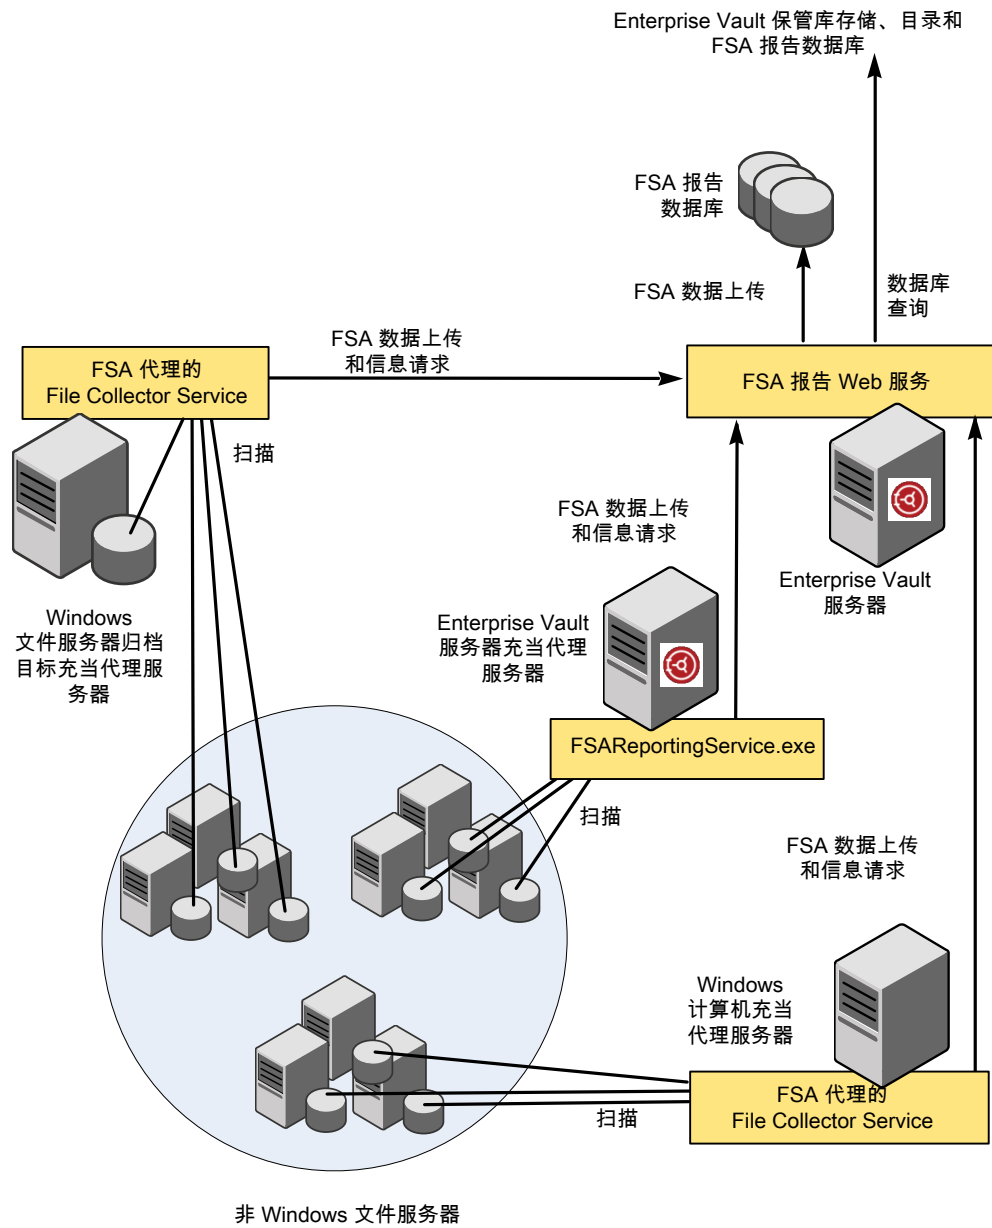 Enterprise Vault 保管库存储、目录和
FSA 报告数据库
FSA 报告
数据库
FSA 数据上传
数据库
查询
FSA 数据上传
和信息请求
FSA 代理的
File Collector Service
FSA 报告 Web 服务
扫描
FSA 数据上传
和信息请求
Enterprise Vault
服务器
Windows
文件服务器归档
目标充当代理服
务器
Enterprise Vault
服务器充当代理
服务器
FSAReportingService.exe
扫描
FSA 数据上传
和信息请求
Windows
计算机充当
代理服务器
FSA 代理的
File Collector Service
扫描
非 Windows 文件服务器